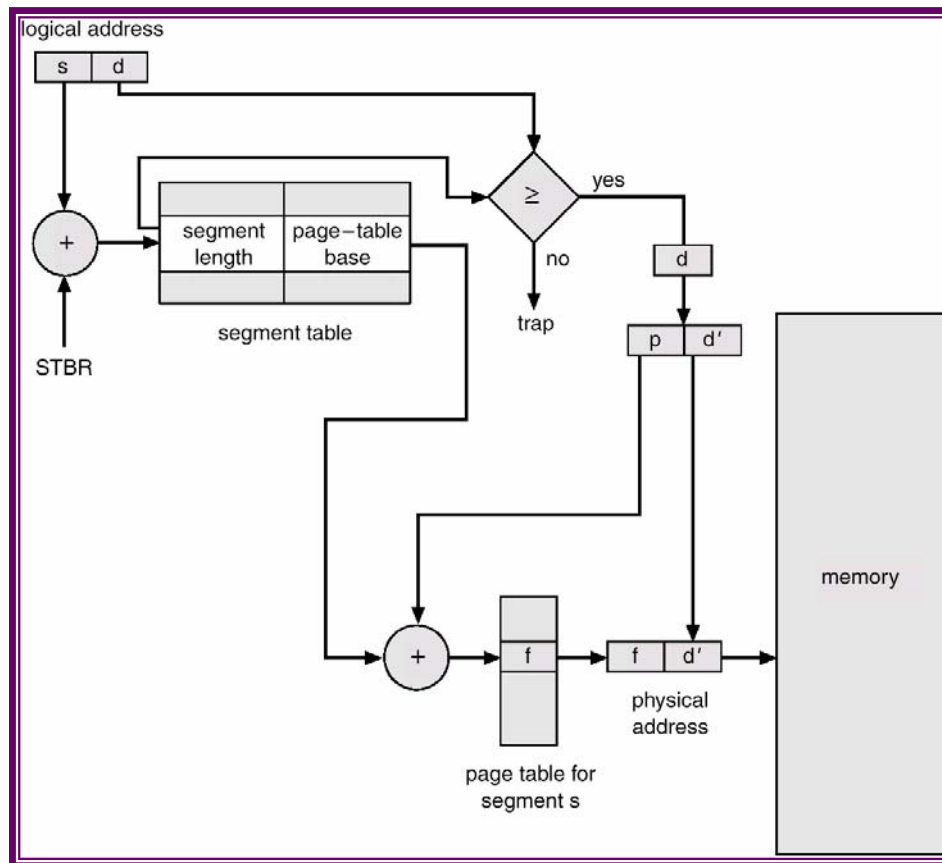 logical address
s d
≥
yes
+
segment length
page–table base
no
d
segment table
trap
STBR
p d′
memory
+
f
f d′
physical address
page table for segment s